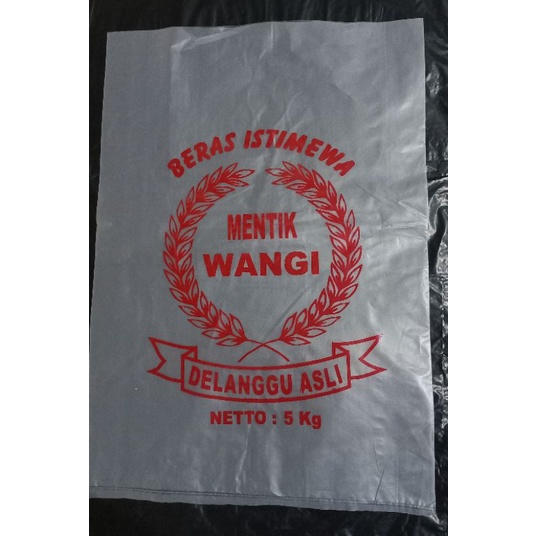 BERAS ISTIMEWA
MENTIK
WANGI
DELANGGU ASLI
NETTO : 5 Kg